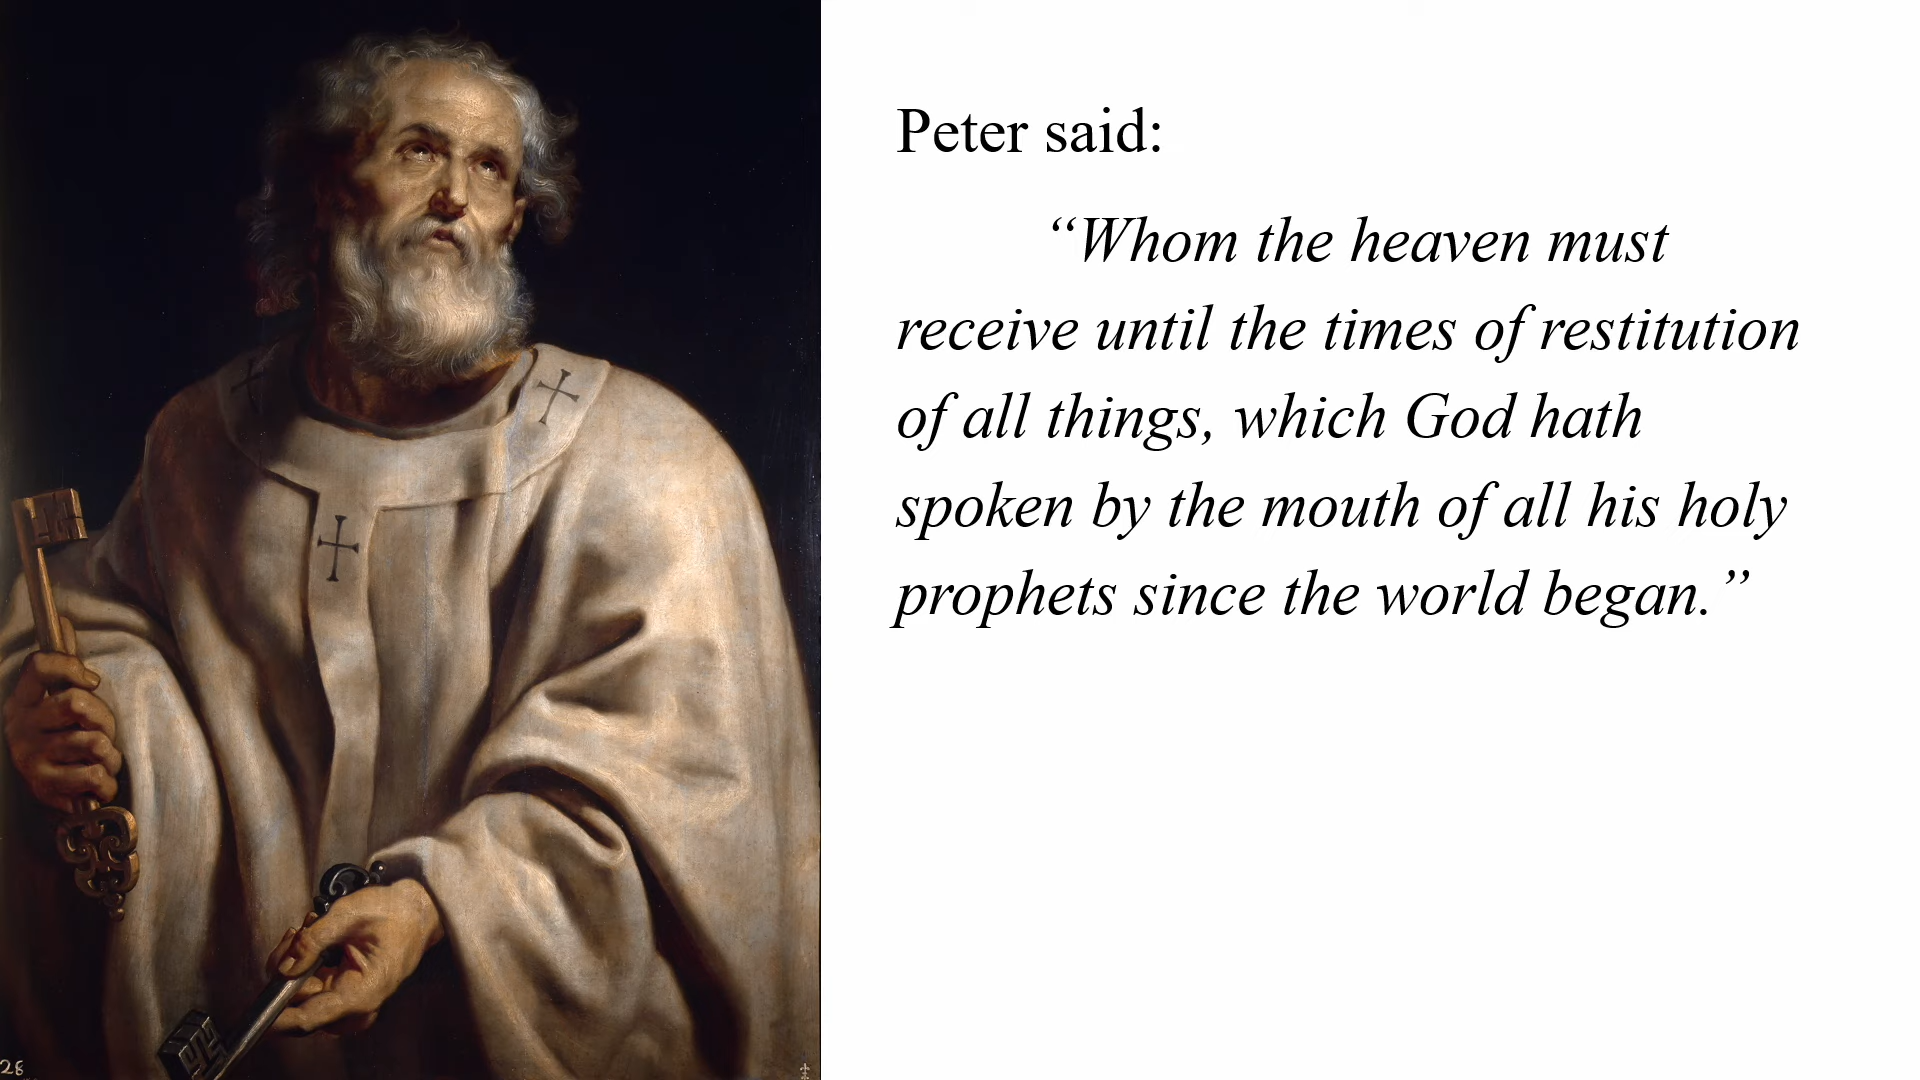 Peter said:
“Whom the heaven must
receive until the times of restitution
of all things, which God hath
spoken by the mouth of all his holy
prophets since the world began.”
28